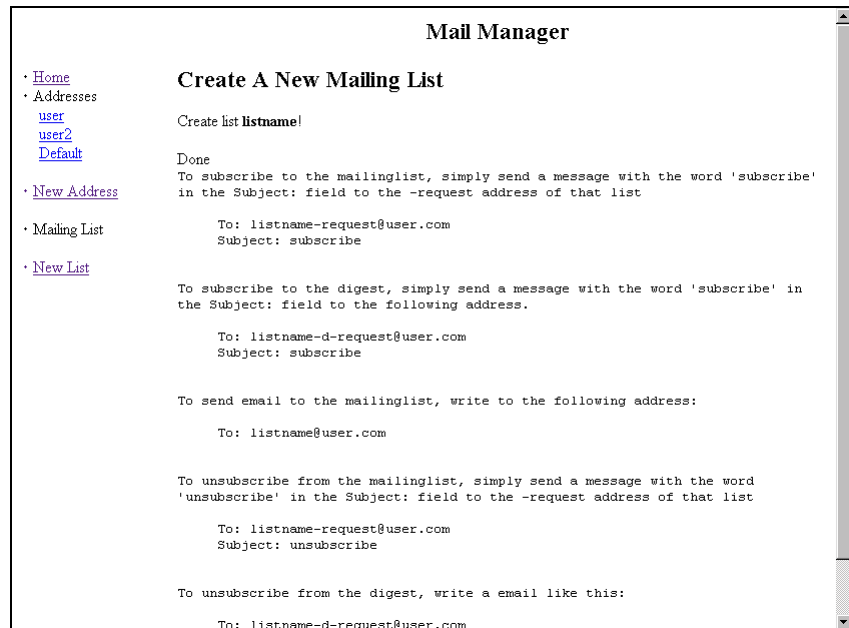 Mail Manager
· Home
· Addresses
user
user2
Default
· New Address
· Mailing List
· New List
Create A New Mailing List
Create list listname!
Done
To subscribe to the mailinglist, simply send a message with the word 'subscribe'
in the Subject: field to the -request address of that list
To: listname-request@user.com
Subject: subscribe
To subscribe to the digest, simply send a message with the word 'subscribe' in
the Subject: field to the following address.
To: listname-d-request@user.com
Subject: subscribe
To send email to the mailinglist, write to the following address:
To: listname@user.com
To unsubscribe from the mailinglist, simply send a message with the word
'unsubscribe' in the Subject: field to the -request address of that list
To: listname-request@user.com
Subject: unsubscribe
To unsubscribe from the digest, write a email like this:
To: listname-d-request@user.com